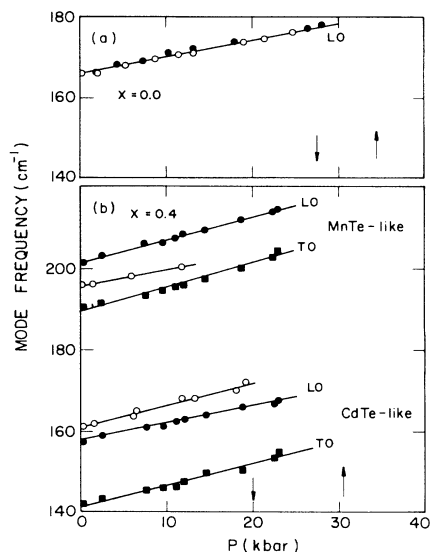 180
(a)
LO
160
X = 0.0
140
(b)
X = 0.4
LO
MnTe-like
TO
200
180
160
LO
CdTe-like
TO
140
0
10
20
30
40
P (kbar)
MODE FREQUENCY (cm⁻¹)